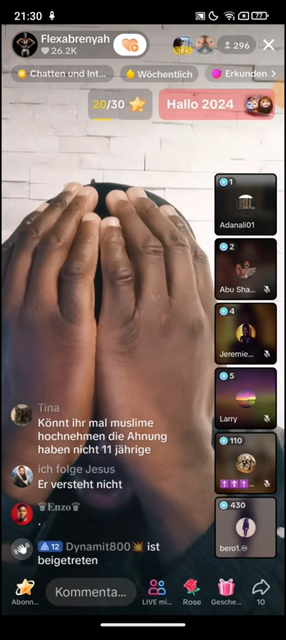 21:30
77
Flexabrenyah
26.2K
296
Chatten und Int...
Wöchentlich
Erkunden
20/30
Hallo 2024
1
Adanali01
2
Abu Sha...
4
Jeremie...
5
Larry
110
430
bero1.
Tina
Könnt ihr mal muslime
hochnehmen die Ahnung
haben nicht 11 jährige
ich folge Jesus
Er versteht nicht
Enzo
.
12 Dynamit800 ist
beigetreten
Abonn...
Kommenta...
LIVE mi...
Rose
Gesche...
10